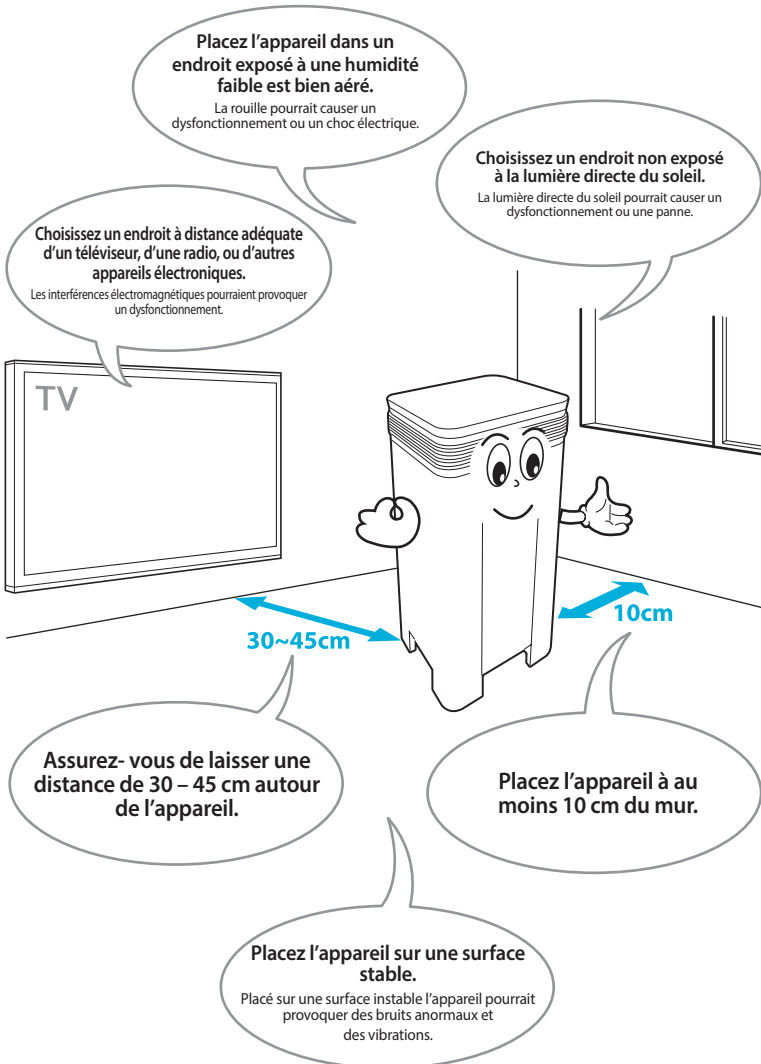 Placez l’appareil dans un
endroit exposé à une humidité
faible est bien aéré.
La rouille pourrait causer un
dysfonctionnement ou un choc électrique.
Choisissez un endroit non exposé
à la lumière directe du soleil.
La lumière directe du soleil pourrait causer un
dysfonctionnement ou une panne.
Choisissez un endroit à distance adéquate
d’un téléviseur, d’une radio, ou d’autres
appareils électroniques.
Les interférences électromagnétiques pourraient provoquer
un dysfonctionnement.
TV
30~45cm
10cm
Assurez- vous de laisser une
distance de 30 – 45 cm autour
de l’appareil.
Placez l’appareil à au
moins 10 cm du mur.
Placez l’appareil sur une surface
stable.
Placé sur une surface instable l’appareil pourrait
provoquer des bruits anormaux et
des vibrations.